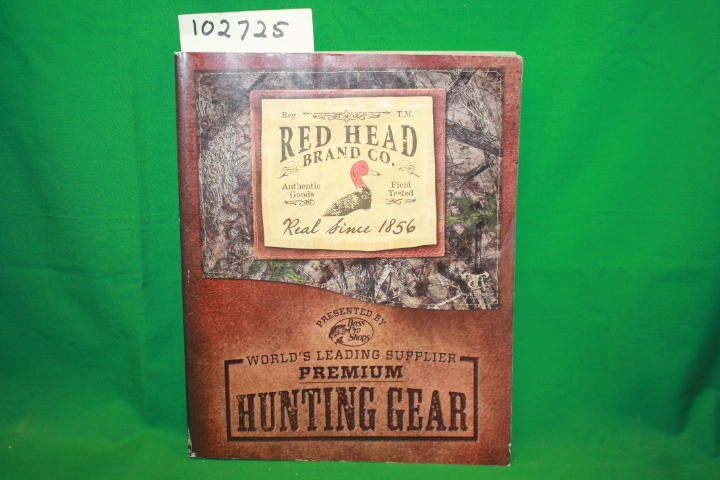 102725
Reg T.M.
RED HEAD
BRAND CO.
Authentic Goods
Field Tested
Real Since 1856
PRESENTED BY
Bass Pro Shops
WORLD'S LEADING SUPPLIER
PREMIUM
HUNTING GEAR